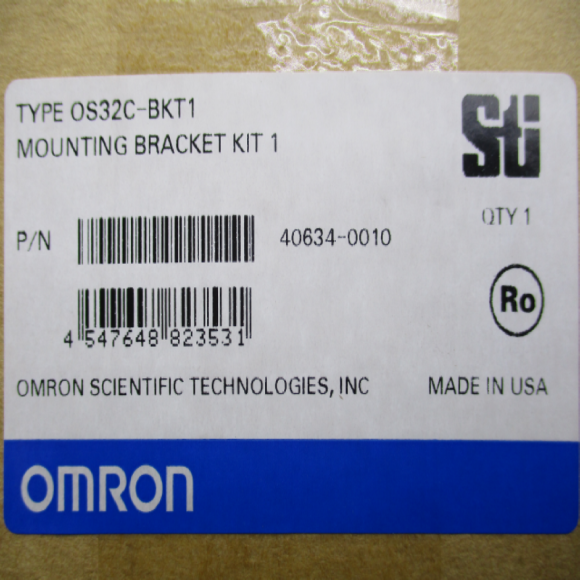 TYPE OS32C-BKT1
MOUNTING BRACKET KIT 1
Sti
QTY 1
P/N 40634-0010
Ro
4 547648 823531
OMRON SCIENTIFIC TECHNOLOGIES, INC MADE IN USA
OMRON